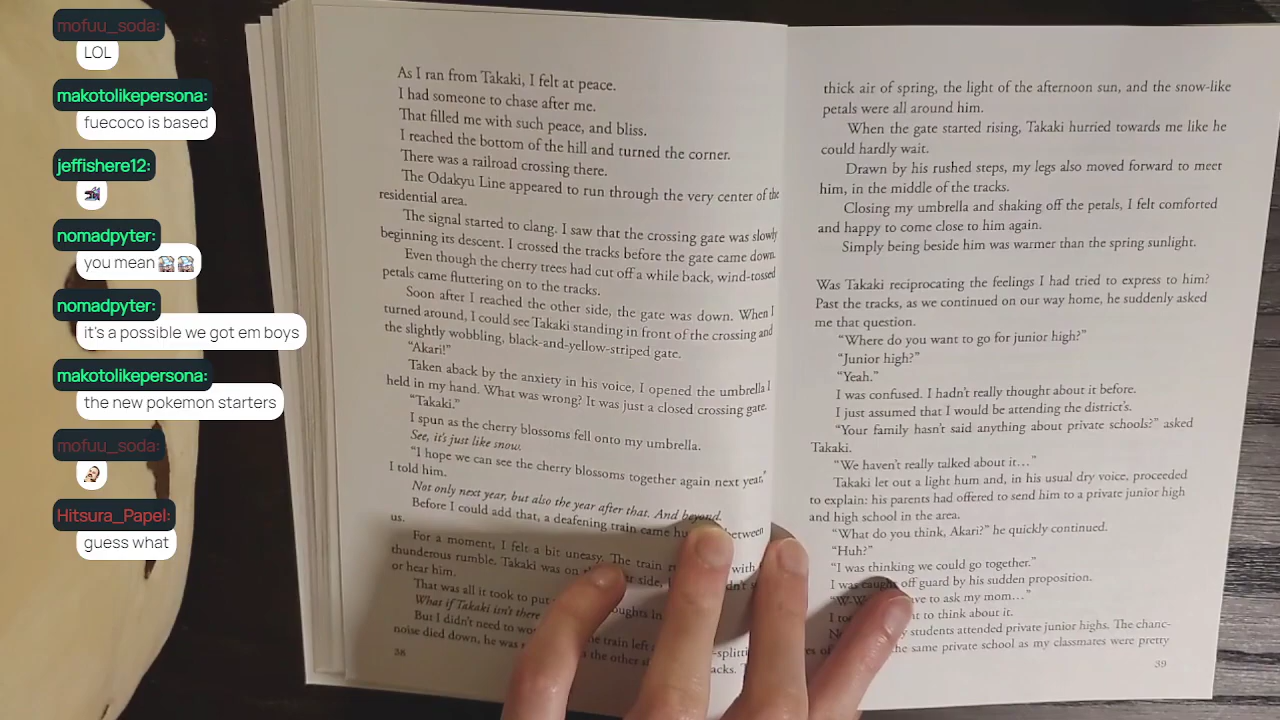 mofuu_soda:
LOL
makotolikepersona:
fuecoco is based
jeffishere12:
nomadpyter:
you mean
nomadpyter:
it's a possible we got em boys
makotolikepersona:
the new pokemon starters
mofuu_soda:
Hitsura_Papel:
guess what
As I ran from Takaki, I felt at peace.
I had someone to chase after me.
That filled me with such peace, and bliss.
I reached the bottom of the hill and turned the corner.
There was a railroad crossing there.
The Odakyu Line appeared to run through the very center of the
residential area.
The signal started to clang. I saw that the crossing gate was slowly
beginning its descent. I crossed the tracks before the gate came down.
Even though the cherry trees had cut off a while back, wind-tossed
petals came fluttering on to the tracks.
Soon after I reached the other side, the gate was down. When I
turned around, I could see Takaki standing in front of the crossing and
the slightly wobbling, black-and-yellow-striped gate.
"Akari!"
Taken aback by the anxiety in his voice, I opened the umbrella I
held in my hand. What was wrong? It was just a closed crossing gate.
"Takaki."
I spun as the cherry blossoms fell onto my umbrella.
See, it's just like snow.
"I hope we can see the cherry blossoms together again next year,"
I told him.
Not only next year, but also the year after that. And beyond.
Before I could add that, a deafening train came between
us.
For a moment, I felt a bit uneasy. The train with
thunderous rumble. Takaki was on side,
or hear him.
That was all it took to put
What if Takaki isn't there
But I didn't need to the train left -splitting
noise died down, he was the other
38
thick air of spring, the light of the afternoon sun, and the snow-like
petals were all around him.
When the gate started rising, Takaki hurried towards me like he
could hardly wait.
Drawn by his rushed steps, my legs also moved forward to meet
him, in the middle of the tracks.
Closing my umbrella and shaking off the petals, I felt comforted
and happy to come close to him again.
Simply being beside him was warmer than the spring sunlight.
Was Takaki reciprocating the feelings I had tried to express to him?
Past the tracks, as we continued on our way home, he suddenly asked
me that question.
"Where do you want to go for junior high?"
"Junior high?"
"Yeah."
I was confused. I hadn't really thought about it before.
I just assumed that I would be attending the district's.
"Your family hasn't said anything about private schools?" asked
Takaki.
"We haven't really talked about it…"
Takaki let out a light hum and, in his usual dry voice, proceeded
to explain: his parents had offered to send him to a private junior high
and high school in the area.
"What do you think, Akari?" he quickly continued.
"Huh?"
"I was thinking we could go together."
I was caught off guard by his sudden proposition.
to ask my mom…"
I to think about it.
students attended private junior highs. The chanc-
the same private school as my classmates were pretty
39